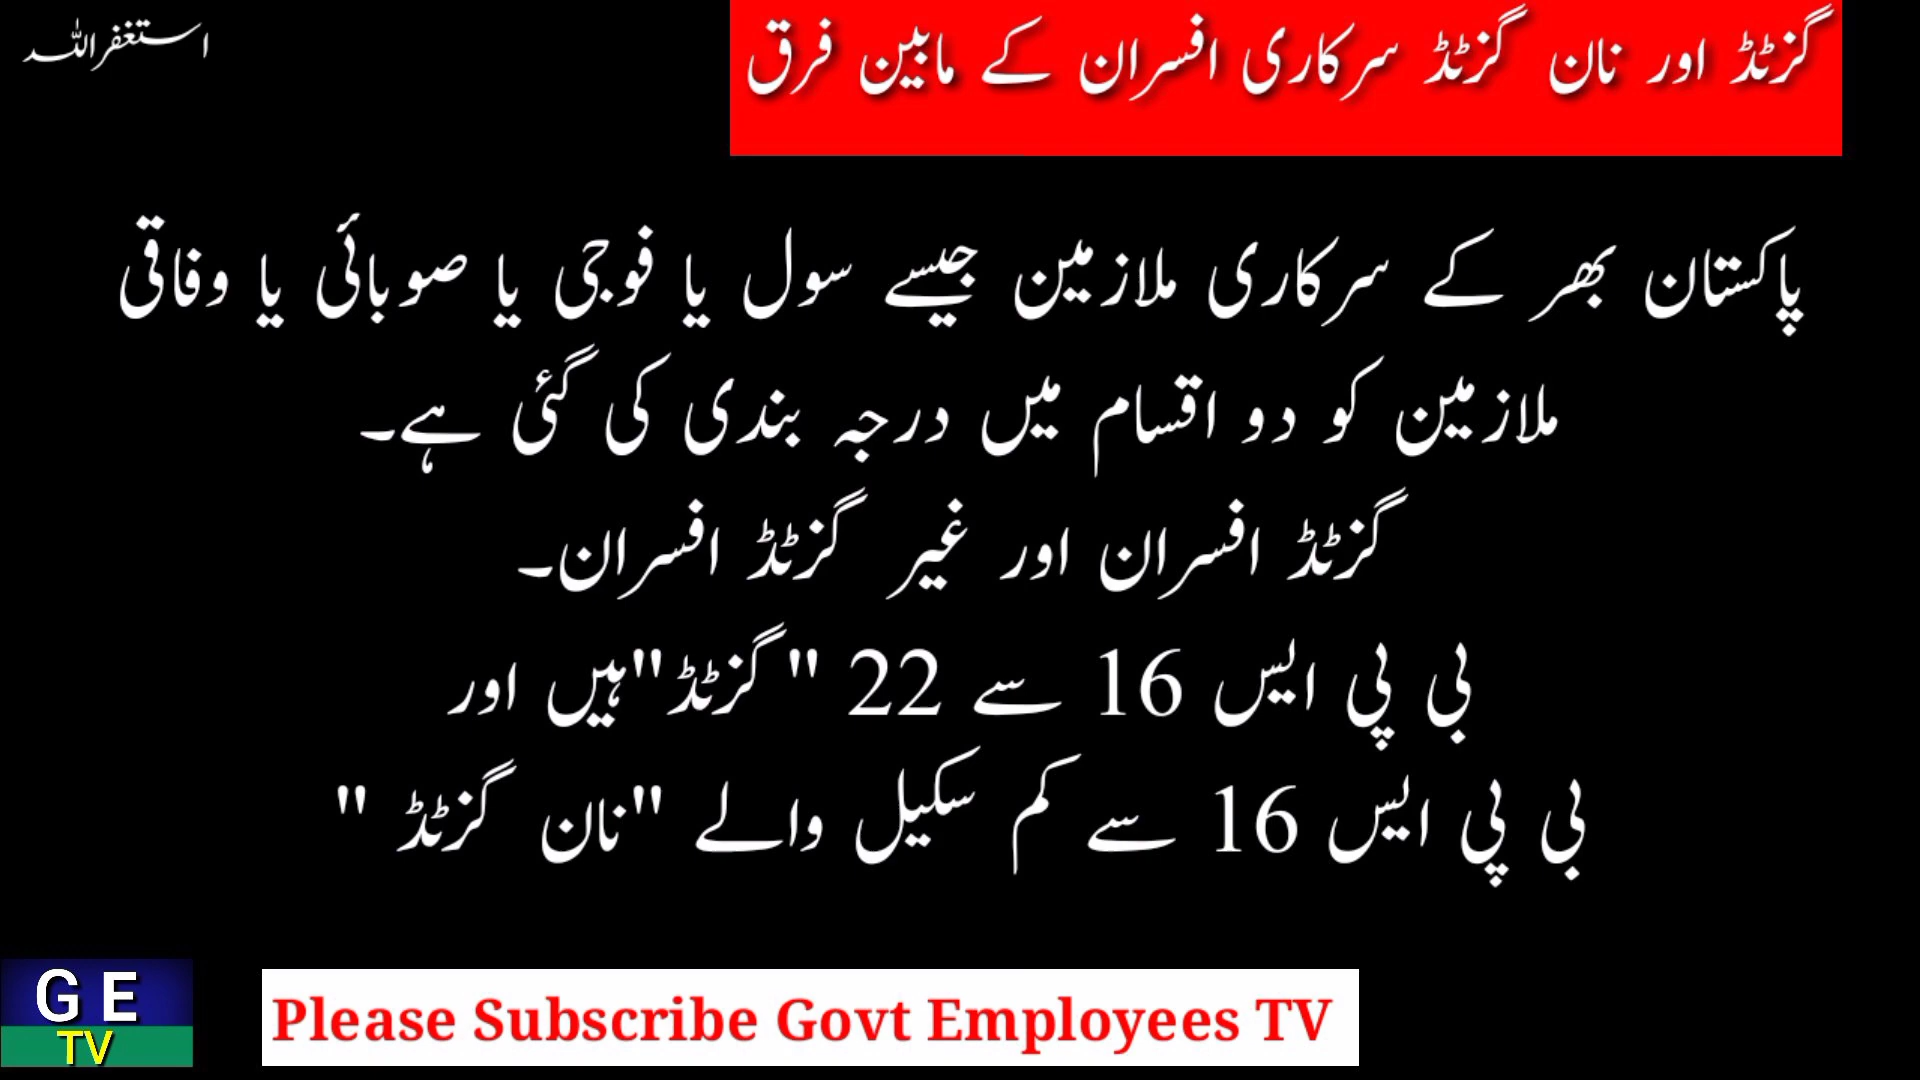 استغفراللہ
گزٹڈ اور نان گزٹڈ سرکاری افسران کے مابین فرق
پاکستان بھر کے سرکاری ملازمین جیسے سول یا فوجی یا صوبائی یا وفاقی
ملازمین کو دو اقسام میں درجہ بندی کی گئی ہے۔
گزٹڈ افسران اور غیر گزٹڈ افسران۔
بی پی ایس 16 سے 22 "گزٹڈ"ہیں اور
بی پی ایس 16 سے کم سکیل والے "نان گزٹڈ "
G E
TV
Please Subscribe Govt Employees TV